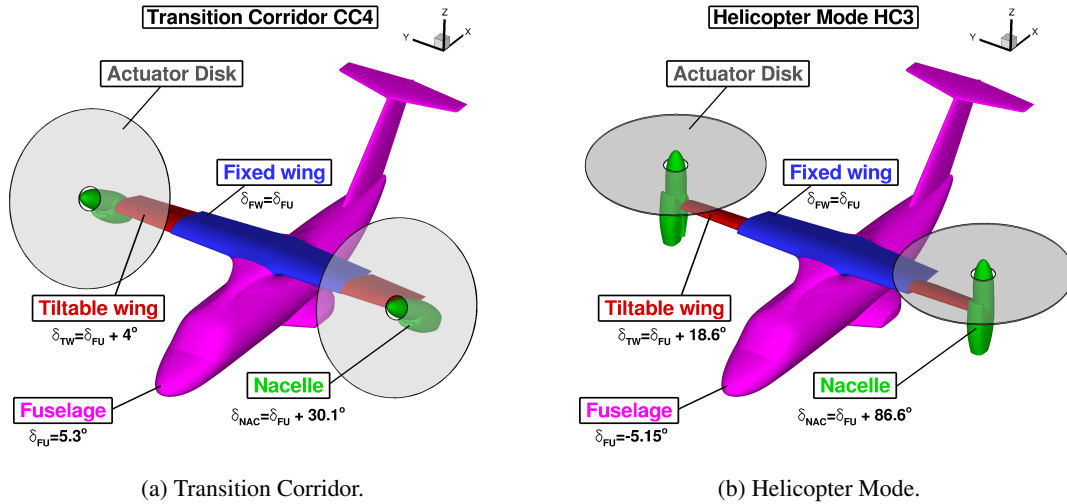 Transition Corridor CC4
Z
Y
X
Actuator Disk
Fixed wing
δFW=δFU
Tiltable wing
δTW=δFU + 4°
Nacelle
δNAC=δFU + 30.1°
Fuselage
δFU=5.3°
(a) Transition Corridor.
Helicopter Mode HC3
Z
Y
X
Actuator Disk
Fixed wing
δFW=δFU
Tiltable wing
δTW=δFU + 18.6°
Nacelle
δNAC=δFU + 86.6°
Fuselage
δFU=-5.15°
(b) Helicopter Mode.